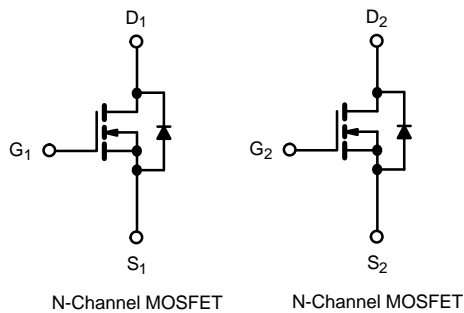 D1 D2
G1 G2
S1 S2
N-Channel MOSFET N-Channel MOSFET